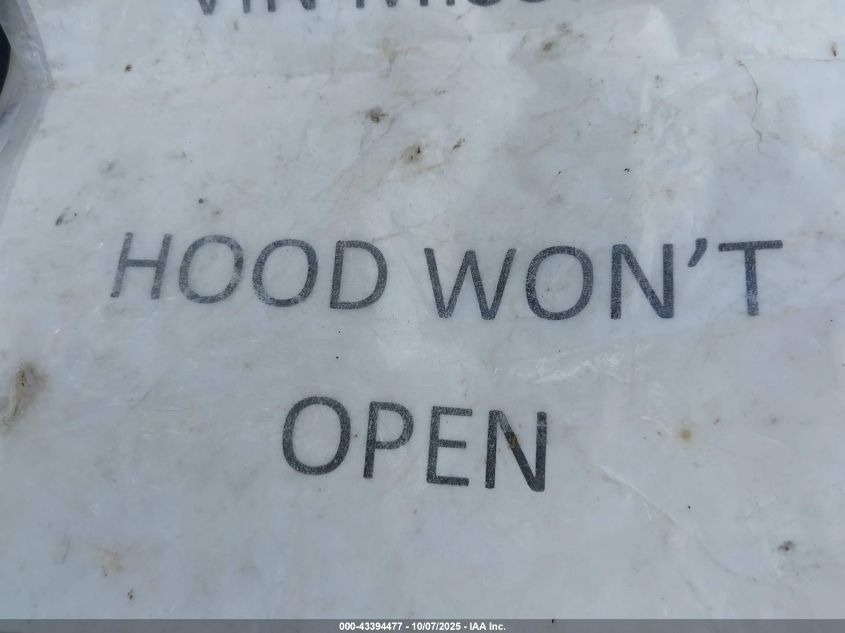 HOOD WON'T
OPEN
000-43394477 - 10/07/2025 - IAA Inc.